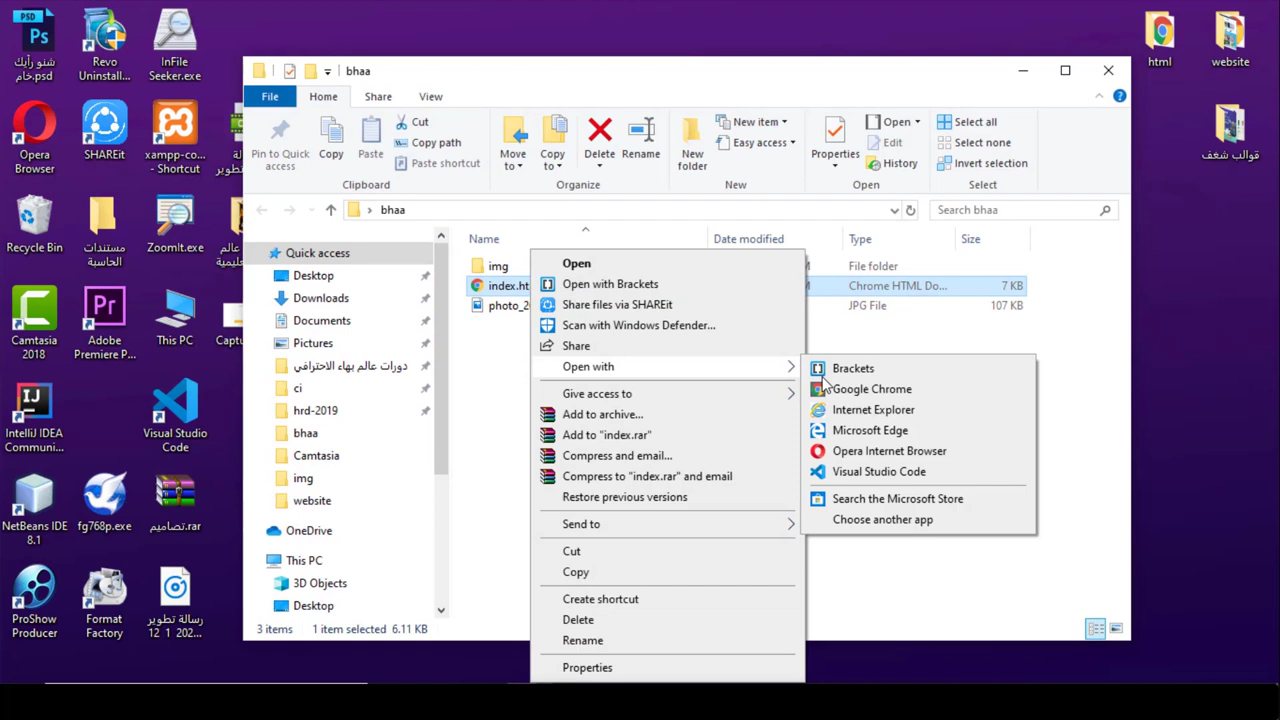 PSD
Ps
شنو رأيك
خام.psd
Revo
Uninstall...
InFile
Seeker.exe
Opera
Browser
SHAREit
xampp-co...
- Shortcut
Recycle Bin
مستندات
الحاسبة
ZoomIt.exe
Camtasia
2018
Adobe
Premiere P...
This PC
IntelliJ IDEA
Communi...
Visual Studio
Code
NetBeans IDE
8.1
fg768p.exe
تصاميم.rar
ProShow
Producer
Format
Factory
رسالة تطوير
12 1 202...
html
website
قوالب شغف
bhaa
File
Home
Share
View
Pin to Quick
access
Copy
Paste
Cut
Copy path
Paste shortcut
Clipboard
Move
to
Copy
to
Delete
Rename
Organize
New
folder
New item
Easy access
New
Properties
Open
Edit
History
Open
Select all
Select none
Invert selection
Select
bhaa
Search bhaa
Quick access
Desktop
Downloads
Documents
Pictures
دورات عالم بهاء الاحترافي
ci
hrd-2019
bhaa
Camtasia
img
website
OneDrive
This PC
3D Objects
Desktop
Name
Date modified
Type
Size
img
File folder
index.ht
Chrome HTML Do...
7 KB
photo_2
JPG File
107 KB
Open
Open with Brackets
Share files via SHAREit
Scan with Windows Defender...
Share
Open with
Give access to
Add to archive...
Add to "index.rar"
Compress and email...
Compress to "index.rar" and email
Restore previous versions
Send to
Cut
Copy
Create shortcut
Delete
Rename
Properties
Brackets
Google Chrome
Internet Explorer
Microsoft Edge
Opera Internet Browser
Visual Studio Code
Search the Microsoft Store
Choose another app
3 items
1 item selected 6.11 KB